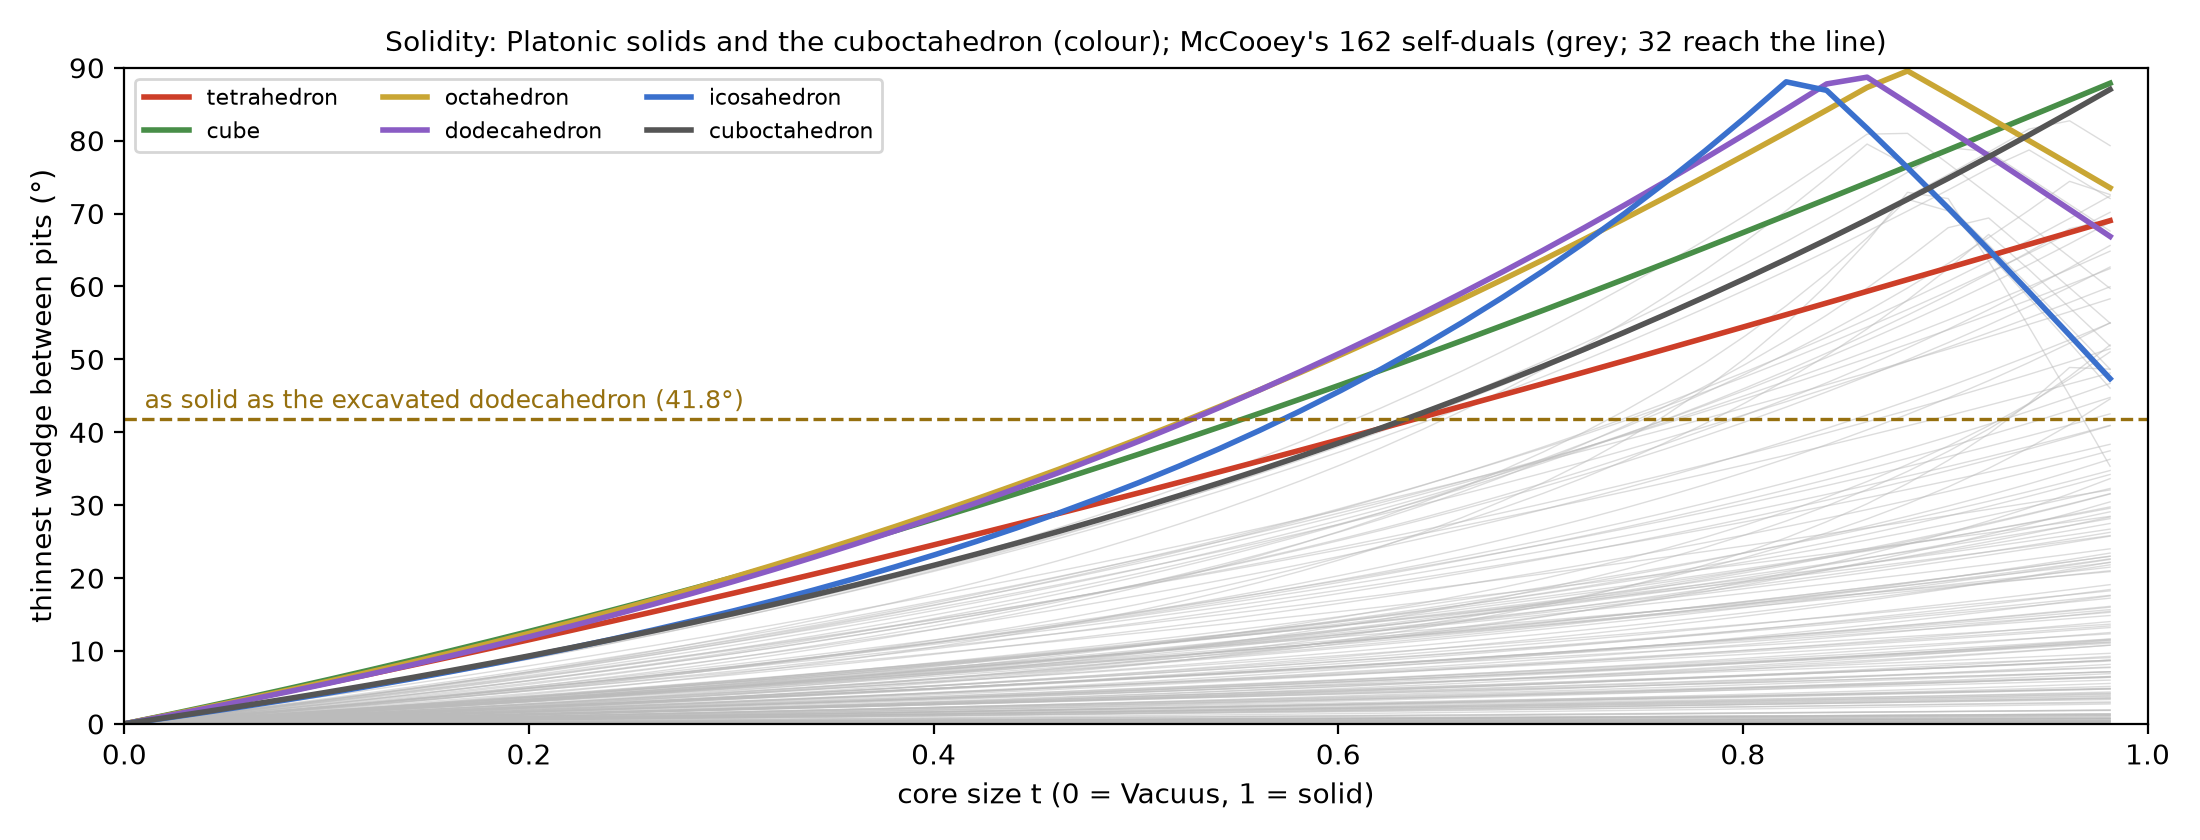 Solidity: Platonic solids and the cuboctahedron (colour); McCooey's 162 self-duals (grey; 32 reach the line)
tetrahedron
cube
octahedron
dodecahedron
icosahedron
cuboctahedron
thinnest wedge between pits (°)
90
80
70
60
50
40
30
20
10
0
as solid as the excavated dodecahedron (41.8°)
0.0 0.2 0.4 0.6 0.8 1.0
core size t (0 = Vacuus, 1 = solid)